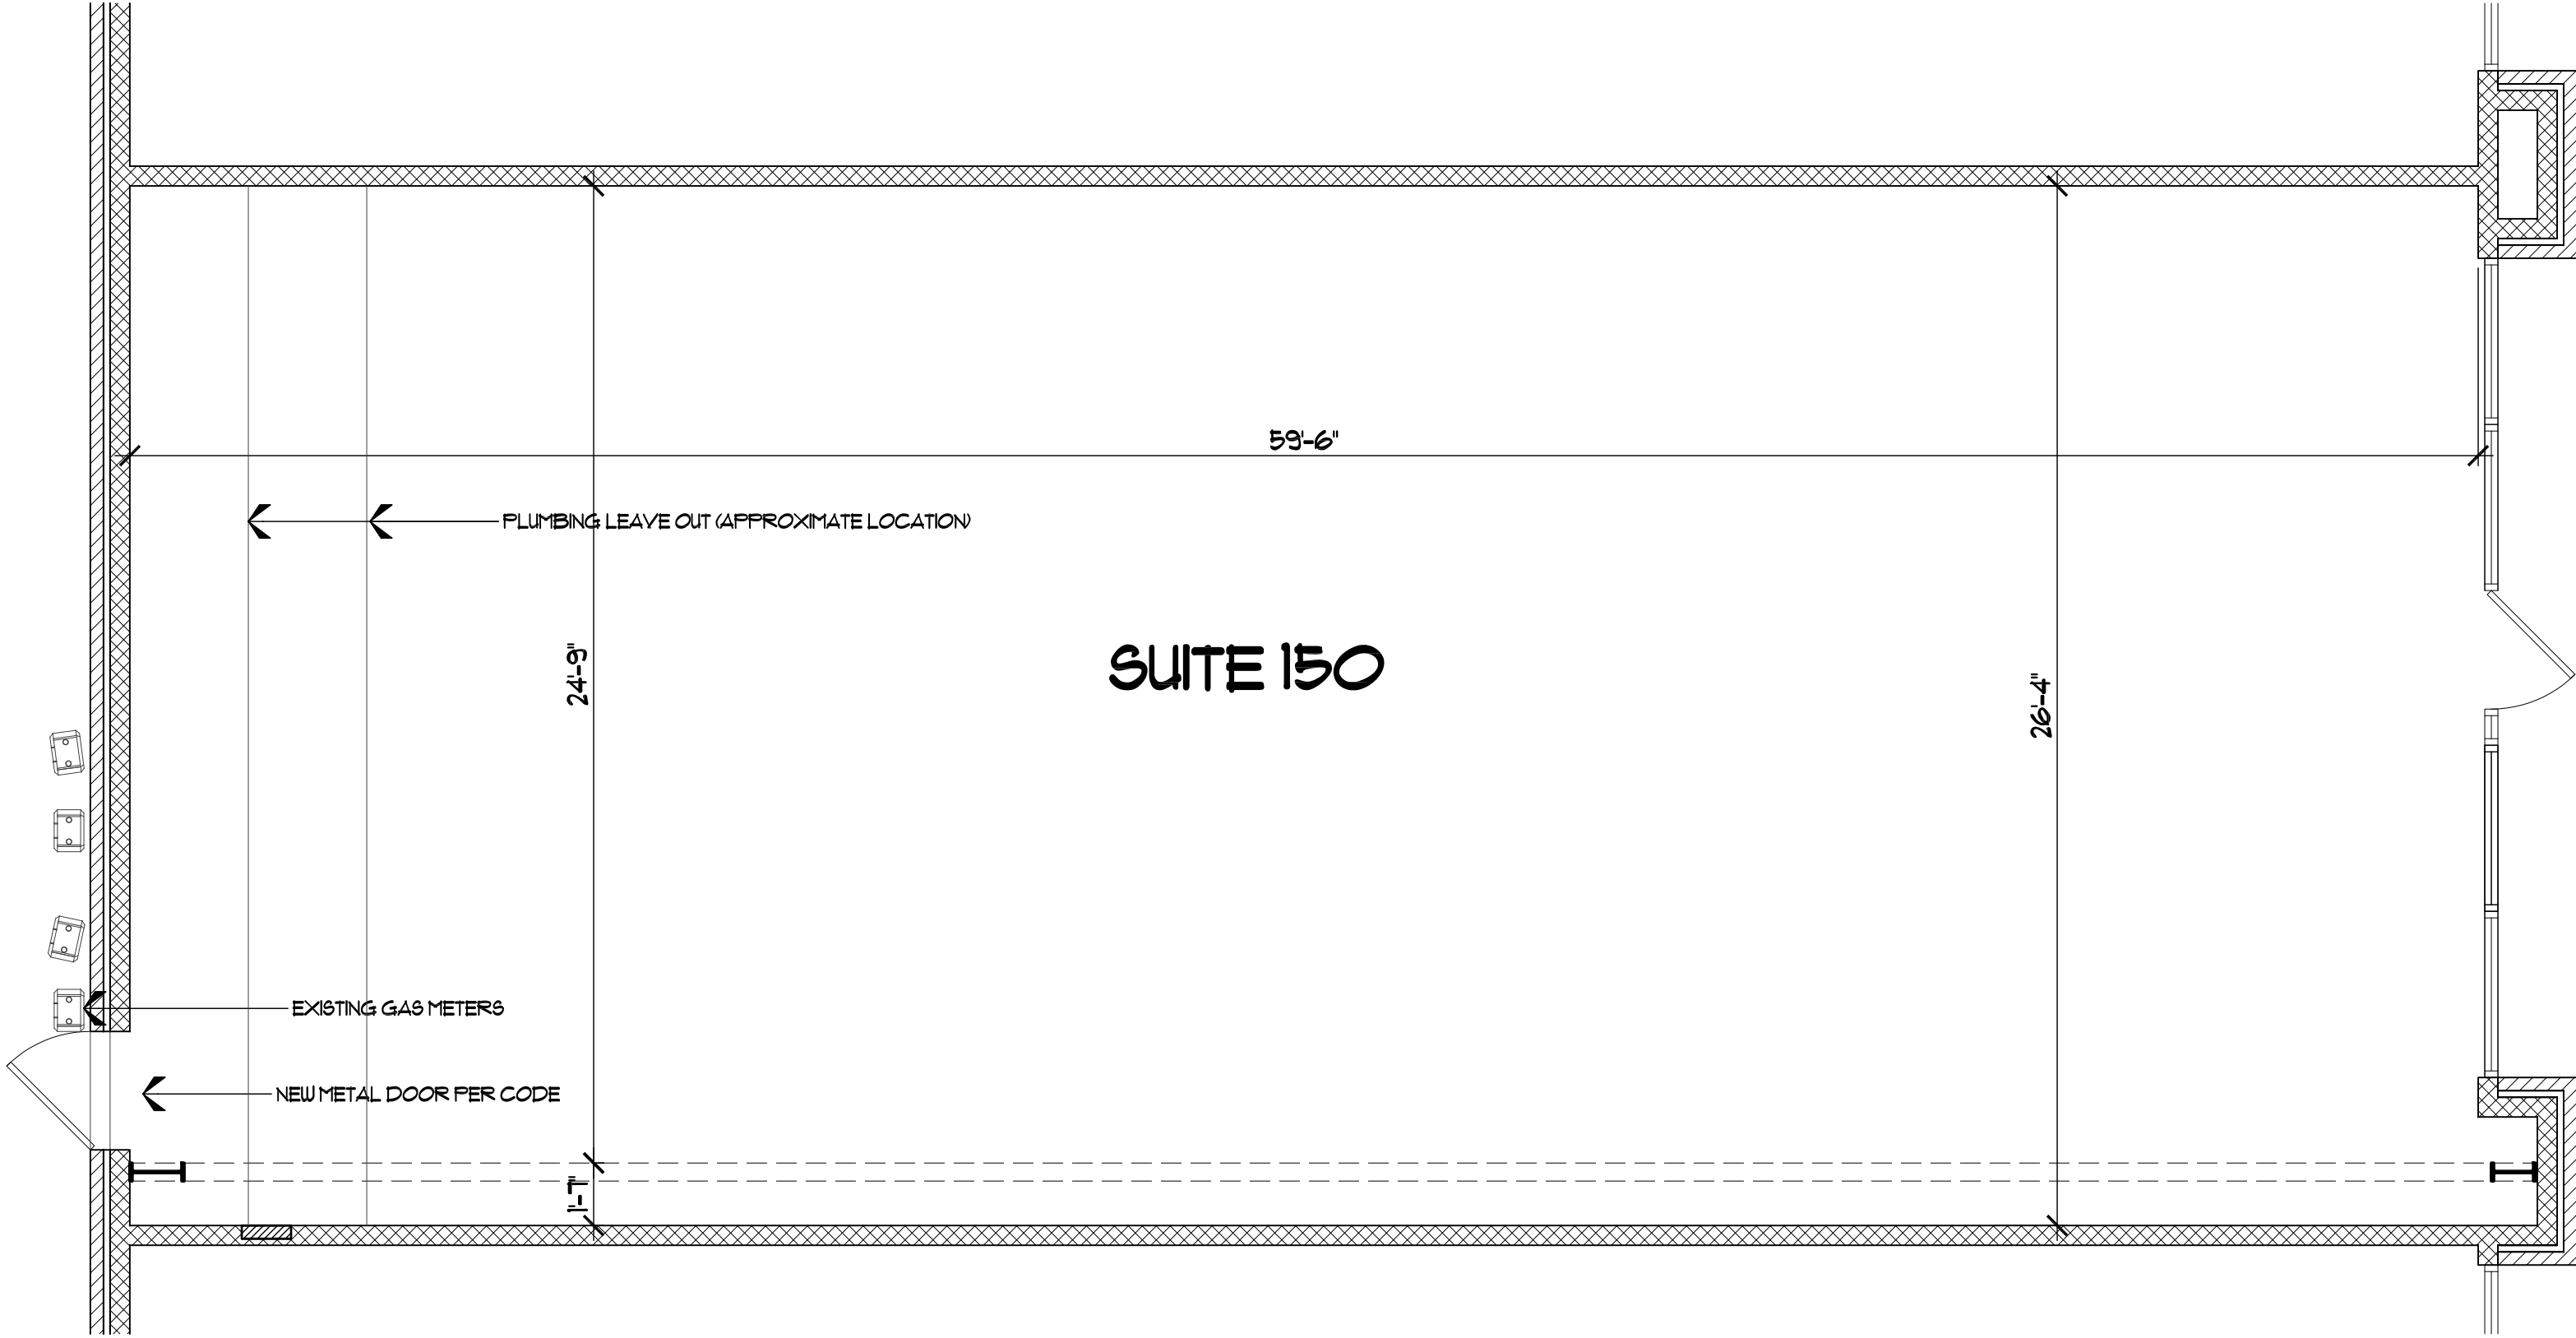 59'-6"
PLUMBING LEAVE OUT (APPROXIMATE LOCATION)
SUITE 150
24'-9"
26'-4"
EXISTING GAS METERS
NEW METAL DOOR PER CODE
1'-7"